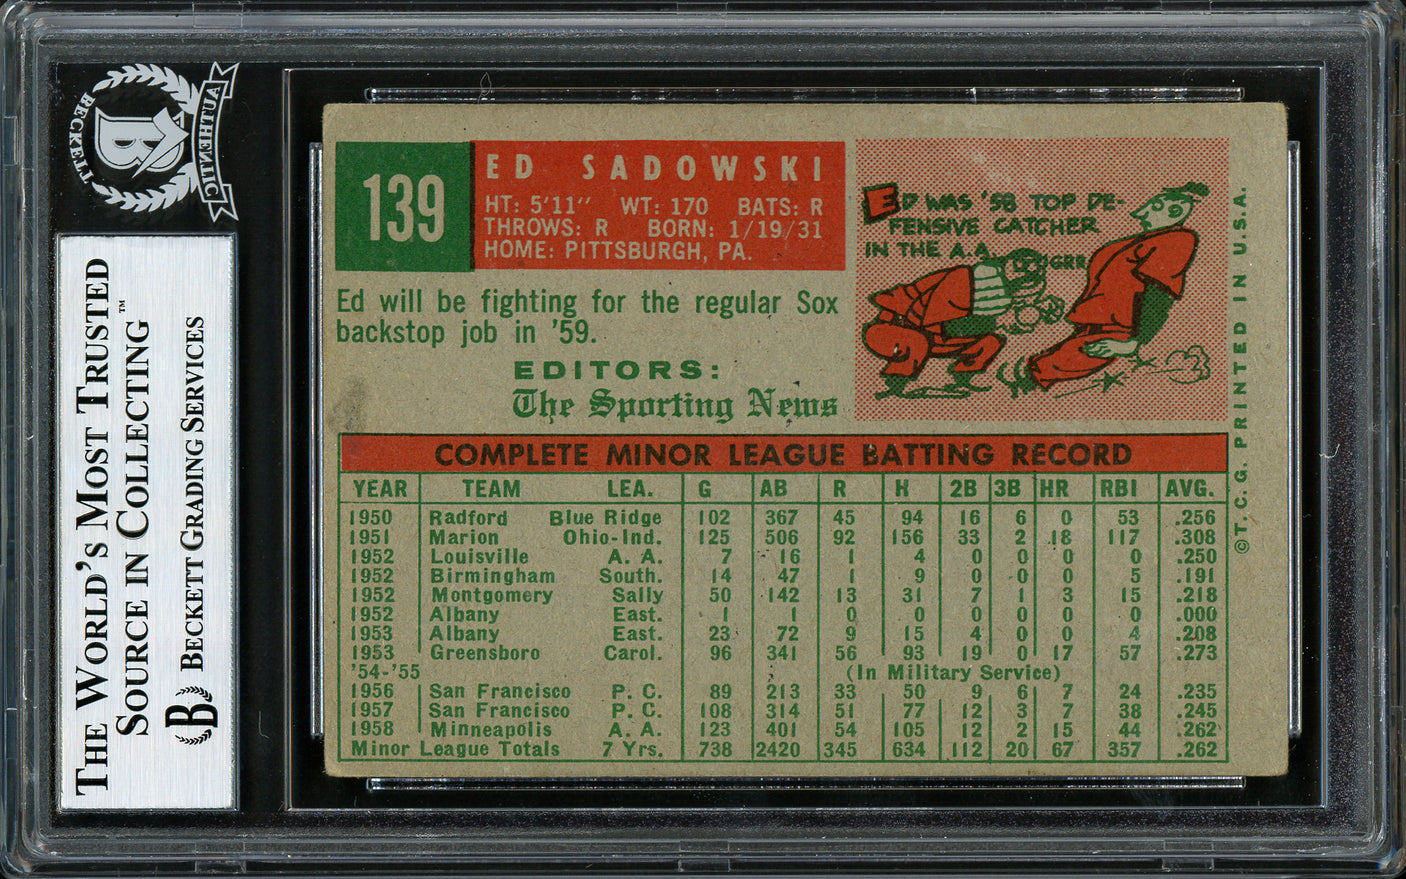 BECKETT
AUTHENTIC
B
THE WORLD'S MOST TRUSTED
SOURCE IN COLLECTING™
B BECKETT GRADING SERVICES
139
ED SADOWSKI
HT: 5'11" WT: 170 BATS: R
THROWS: R BORN: 1/19/31
HOME: PITTSBURGH, PA.
Ed will be fighting for the regular Sox
backstop job in '59.
EDITORS:
The Sporting News
ED WAS '58 TOP DE-
FENSIVE CATCHER
IN THE A.A.
GRR
COMPLETE MINOR LEAGUE BATTING RECORD
YEAR TEAM LEA. G AB R H 2B 3B HR RBI AVG.
1950 Radford Blue Ridge 102 367 45 94 16 6 0 53 .256
1951 Marion Ohio-Ind. 125 506 92 156 33 2 18 117 .308
1952 Louisville A. A. 7 16 1 4 0 0 0 0 .250
1952 Birmingham South. 14 47 1 9 0 0 0 5 .191
1952 Montgomery Sally 50 142 13 31 7 1 3 15 .218
1952 Albany East. 1 1 0 0 0 0 0 0 .000
1953 Albany East. 23 72 9 15 4 0 0 4 .208
1953 Greensboro Carol. 96 341 56 93 19 0 17 57 .273
'54-'55 (In Military Service)
1956 San Francisco P. C. 89 213 33 50 9 6 7 24 .235
1957 San Francisco P. C. 108 314 51 77 12 3 7 38 .245
1958 Minneapolis A. A. 123 401 54 105 12 2 15 44 .262
Minor League Totals 7 Yrs. 738 2420 345 634 112 20 67 357 .262
©T. C. G. PRINTED IN U.S.A.